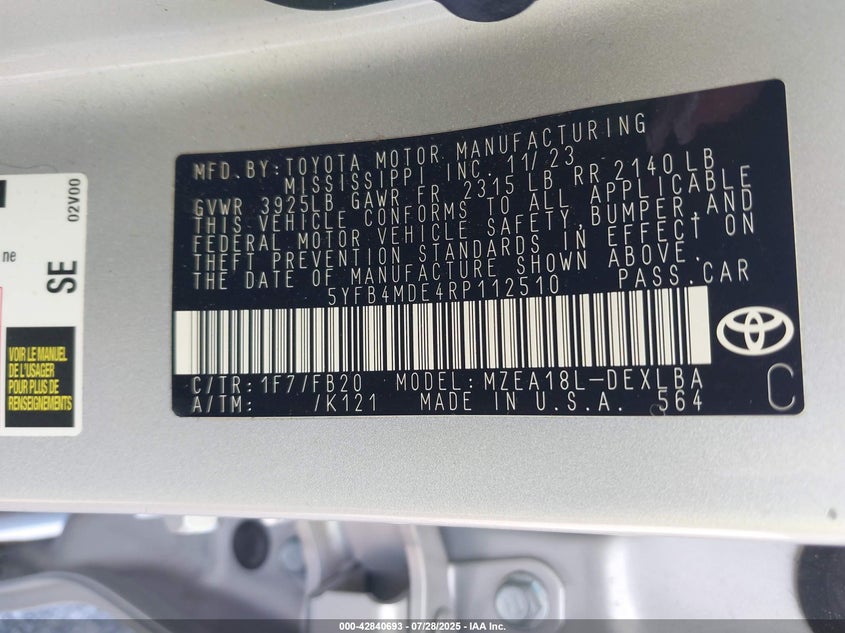 MFD.BY:TOYOTA MOTOR MANUFACTURING
MISSISSIPPI INC. 11/23
GVWR 3925LB GAWR FR 2315 LB RR 2140 LB
THIS VEHICLE CONFORMS TO ALL APPLICABLE
FEDERAL MOTOR VEHICLE SAFETY,BUMPER,AND
THEFT PREVENTION STANDARDS IN EFFECT ON
THE DATE OF MANUFACTURE SHOWN ABOVE.
5YFB4MDE4RP112510 PASS.CAR
C/TR: 1F7/FB20 MODEL: MZEA18L-DEXLBA
A/TM: /K121 MADE IN U.S.A. 564
C
02V00
ne
SE
VOIR LE MANUEL
DE L'USAGER
POUR PLUS DE
RENSEIGNEMENTS
000-42840693 / 07/28/2025 - IAA Inc.